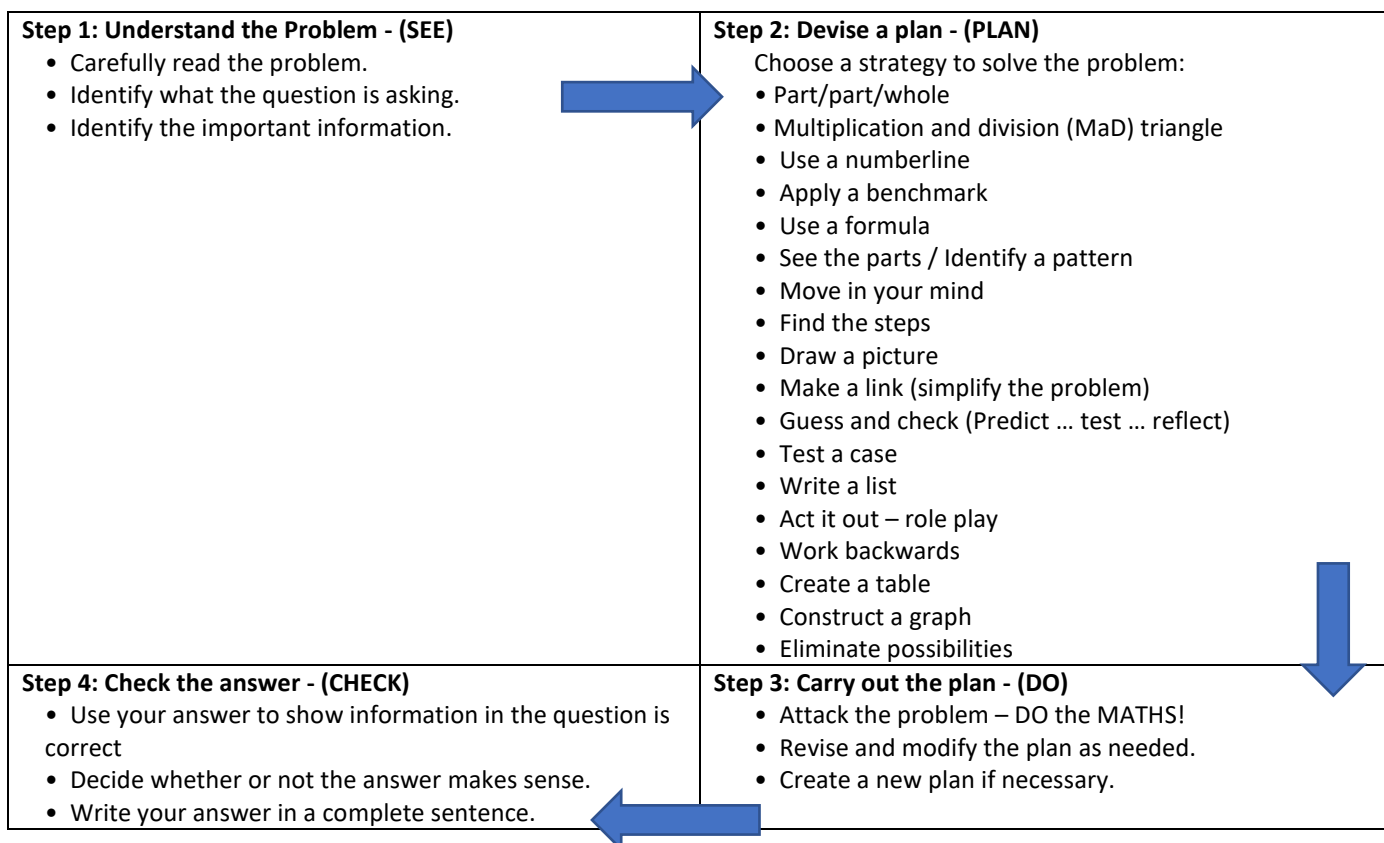 Step 1: Understand the Problem - (SEE)
• Carefully read the problem.
• Identify what the question is asking.
• Identify the important information.
Step 2: Devise a plan - (PLAN)
Choose a strategy to solve the problem:
• Part/part/whole
• Multiplication and division (MaD) triangle
• Use a numberline
• Apply a benchmark
• Use a formula
• See the parts / Identify a pattern
• Move in your mind
• Find the steps
• Draw a picture
• Make a link (simplify the problem)
• Guess and check (Predict … test … reflect)
• Test a case
• Write a list
• Act it out – role play
• Work backwards
• Create a table
• Construct a graph
• Eliminate possibilities
Step 3: Carry out the plan - (DO)
• Attack the problem – DO the MATHS!
• Revise and modify the plan as needed.
• Create a new plan if necessary.
Step 4: Check the answer - (CHECK)
• Use your answer to show information in the question is
correct
• Decide whether or not the answer makes sense.
• Write your answer in a complete sentence.